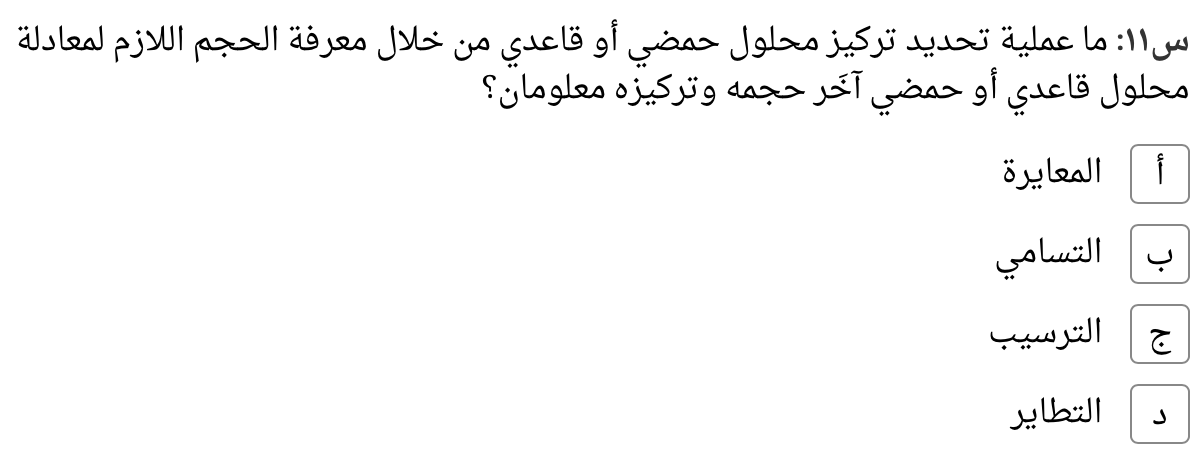 س١١: ما عملية تحديد تركيز محلول حمضي أو قاعدي من خلال معرفة الحجم اللازم لمعادلة
محلول قاعدي أو حمضي آخَر حجمه وتركيزه معلومان؟
أ المعايرة
ب التسامي
ج الترسيب
د التطاير